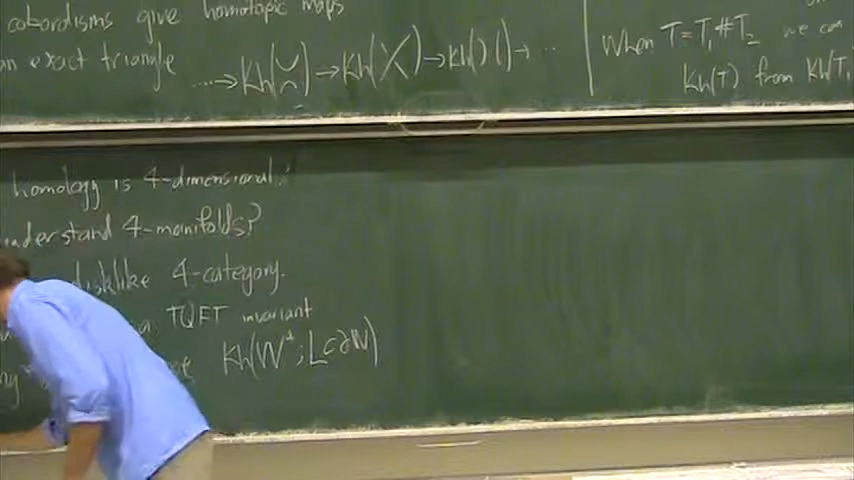 cobordisms give homotopic maps
an exact triangle
....→ Kh(≍) → Kh(X) → Kh()() → ...
When T = T₁ # T₂ we can
Kh(T) from Kh(T₁
homology is 4-dimensional!
understand 4-manifolds?
disklike 4-category.
a TQFT invariant
Kh(W⁴; L⊂∂W)